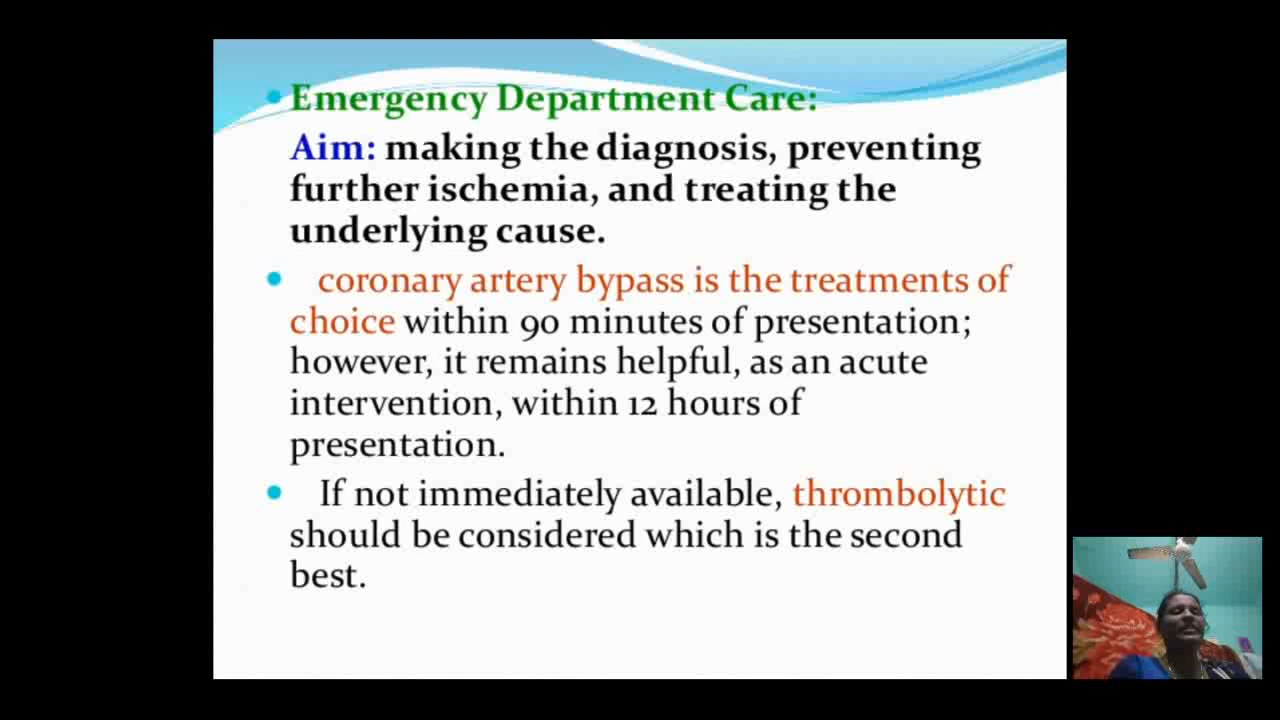 Emergency Department Care:
Aim: making the diagnosis, preventing
further ischemia, and treating the
underlying cause.
coronary artery bypass is the treatments of
choice within 90 minutes of presentation;
however, it remains helpful, as an acute
intervention, within 12 hours of
presentation.
If not immediately available, thrombolytic
should be considered which is the second
best.